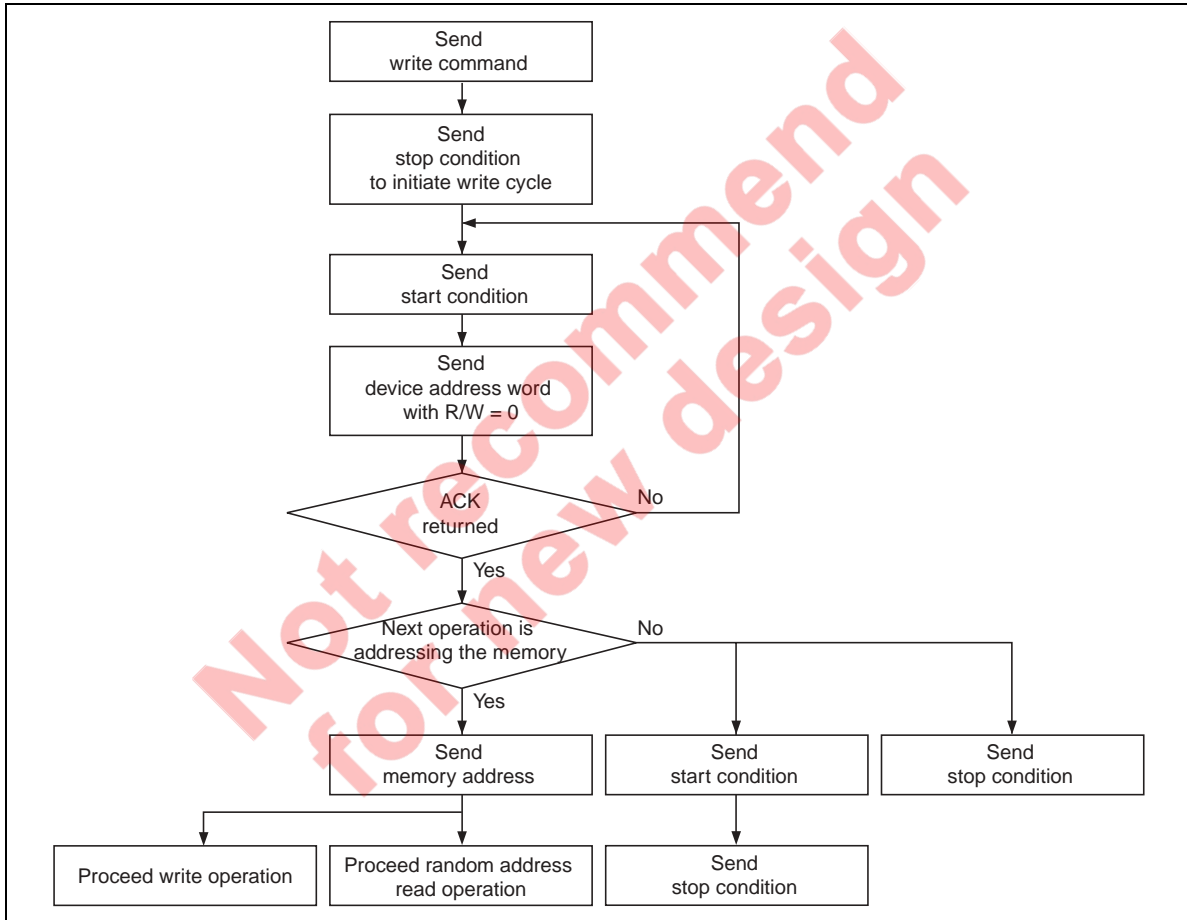 Send
write command
Send
stop condition
to initiate write cycle
Send
start condition
Send
device address word
with R/W = 0
ACK
returned
No
Yes
Next operation is
addressing the memory
No
Yes
Send
memory address
Send
start condition
Send
stop condition
Proceed write operation
Proceed random address
read operation
Send
stop condition
Not recommend
for new design